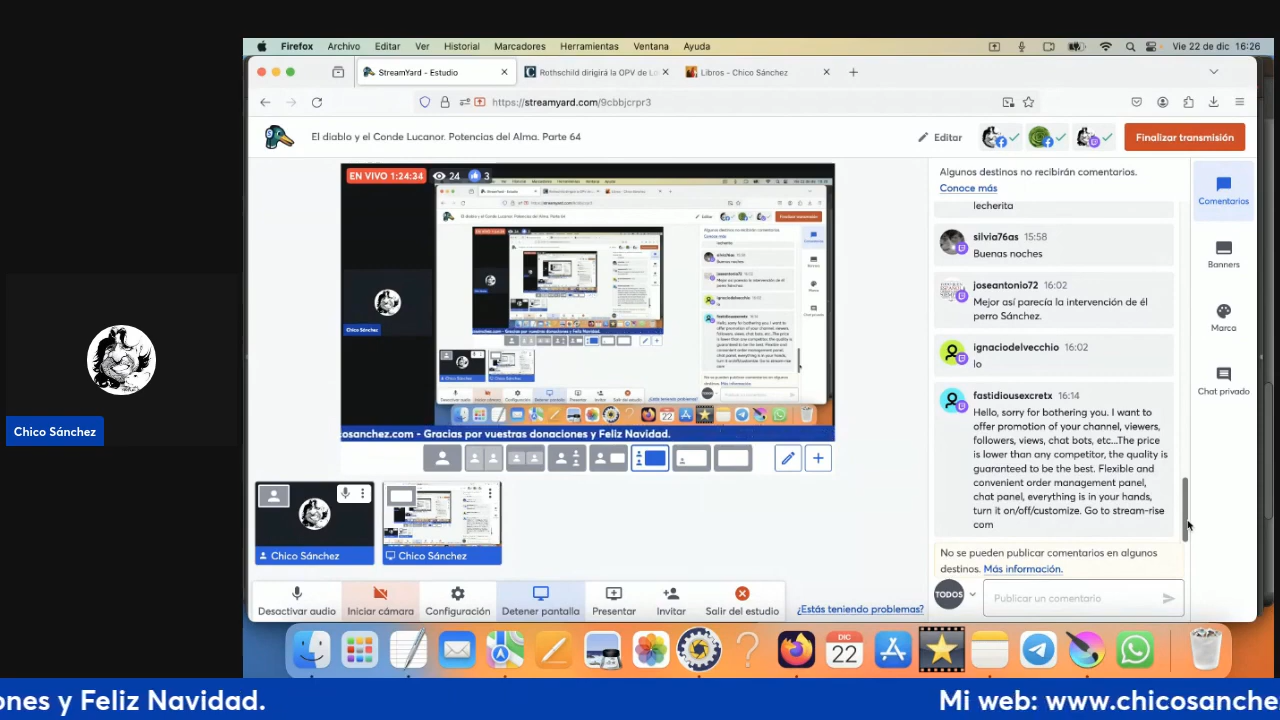 Firefox Archivo Editar Ver Historial Marcadores Herramientas Ventana Ayuda Vie 22 de dic 16:26
StreamYard - Estudio
Rothschild dirigirá la OPV de
Libros - Chico Sánchez
https://streamyard.com/9cbbjcrpr3
El diablo y el Conde Lucanor. Potencias del Alma. Parte 64
Editar
Finalizar transmisión
EN VIVO 1:24:34 24 3
Chico Sánchez
cosanchez.com - Gracias por vuestras donaciones y Feliz Navidad.
Chico Sánchez
Chico Sánchez
Desactivar audio
Iniciar cámara
Configuración
Detener pantalla
Presentar
Invitar
Salir del estudio
¿Estás teniendo problemas?
Algunos destinos no recibirán comentarios.
Conoce más
lecherita
16:58
Buenas noches
joseantonio72 16:02
Mejor así parecía la intervención de él
perro Sánchez.
ignaciodelvecchio 16:02
lo
fastidiousxretx 16:14
Hello, sorry for bothering you. I want to
offer promotion of your channel, viewers,
followers, views, chat bots, etc...The price
is lower than any competitor, the quality is
guaranteed to be the best. Flexible and
convenient order management panel,
chat panel, everything is in your hands,
turn it on/off/customize. Go to stream-rise
com
No se pueden publicar comentarios en algunos
destinos. Más información.
TODOS
Publicar un comentario
Comentarios
Banners
Marca
Chat privado
DIC
22
Chico Sánchez
ones y Feliz Navidad.
Mi web: www.chicosanche